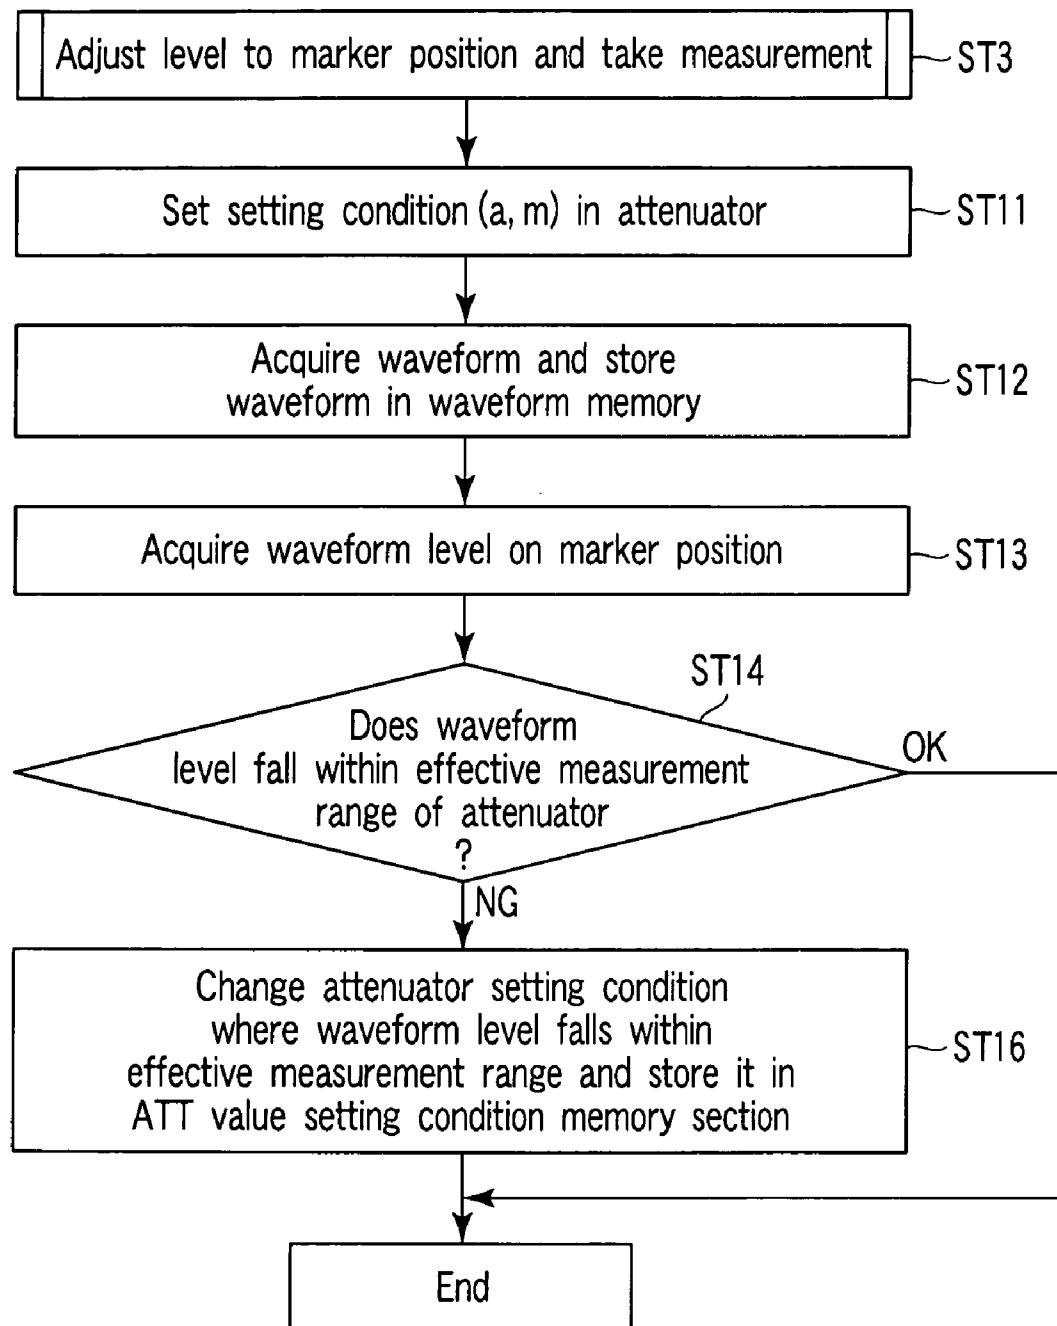 Adjust level to marker position and take measurement
ST3
Set setting condition (a, m) in attenuator
ST11
Acquire waveform and store
waveform in waveform memory
ST12
Acquire waveform level on marker position
ST13
ST14
Does waveform
level fall within effective measurement
range of attenuator
?
OK
NG
Change attenuator setting condition
where waveform level falls within
effective measurement range and store it in
ATT value setting condition memory section
ST16
End